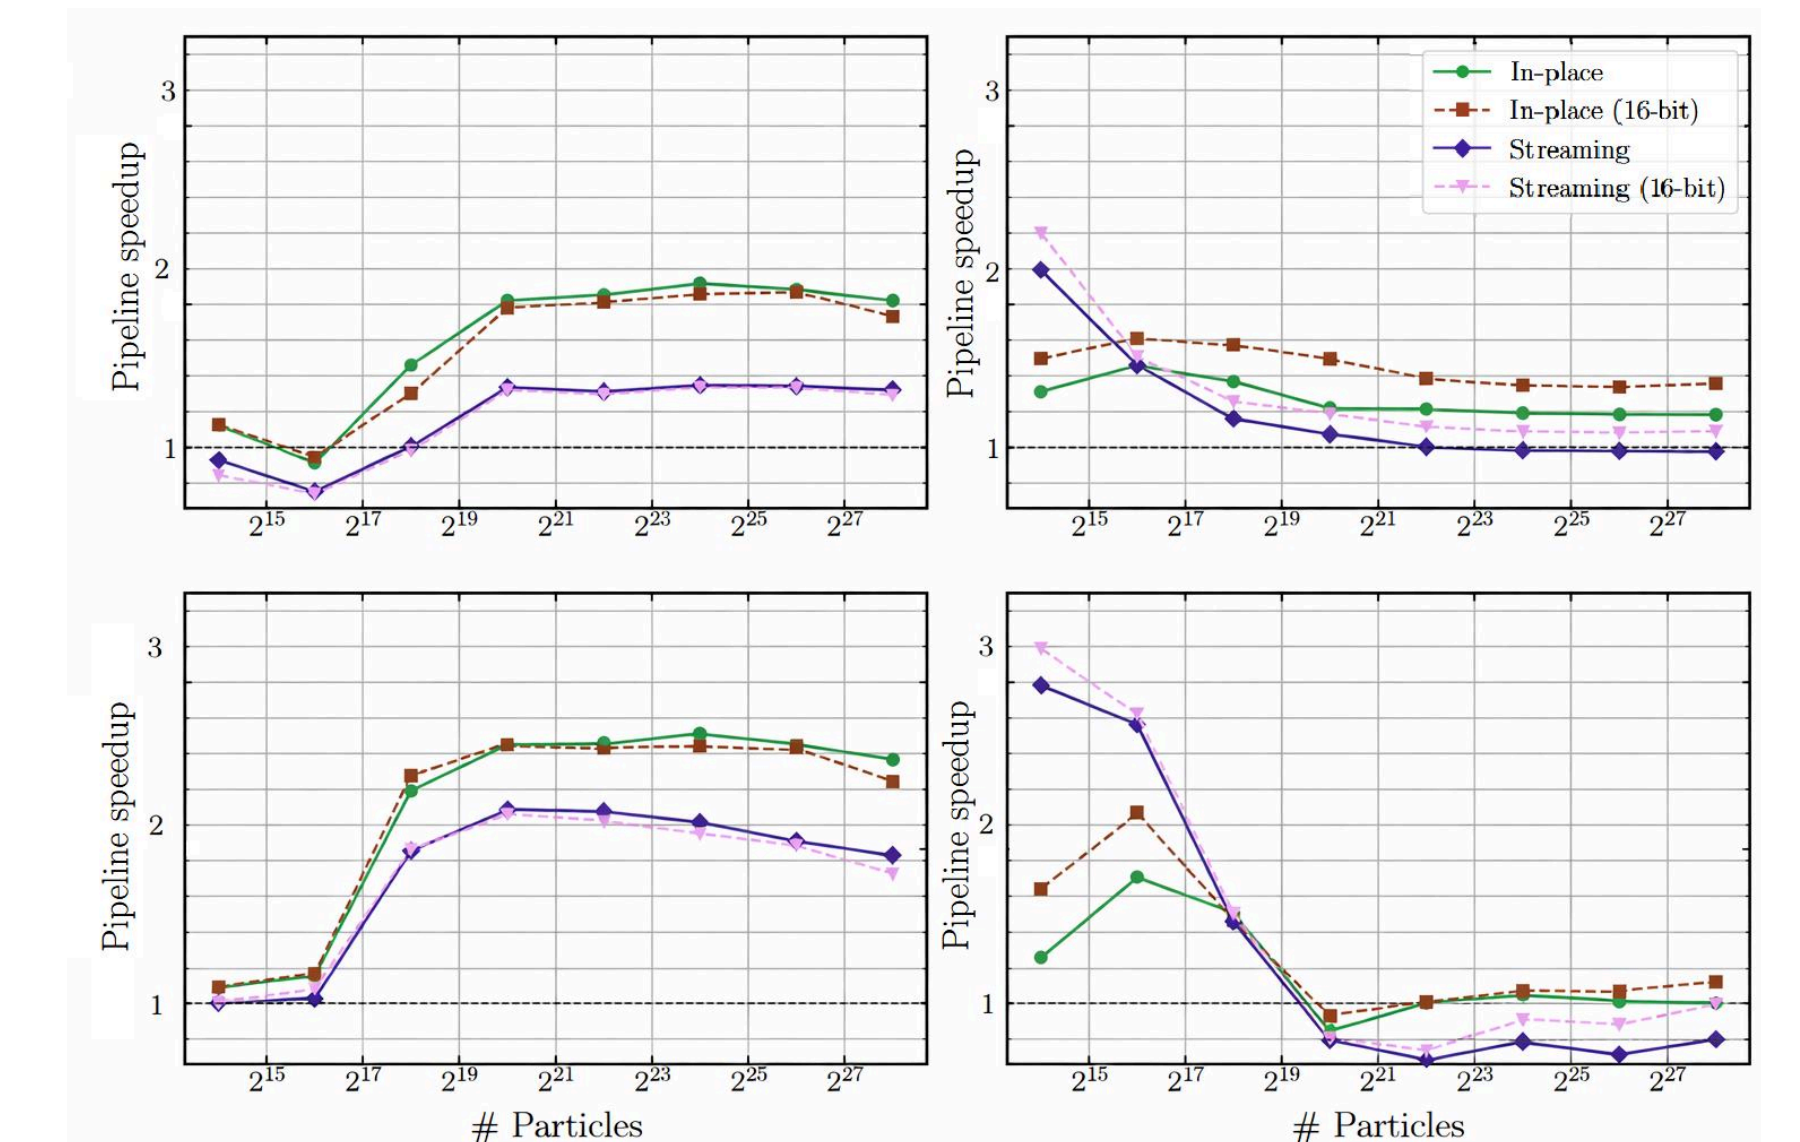 Pipeline speedup
3
2
1
2^15 2^17 2^19 2^21 2^23 2^25 2^27
Pipeline speedup
3
2
1
In-place
In-place (16-bit)
Streaming
Streaming (16-bit)
2^15 2^17 2^19 2^21 2^23 2^25 2^27
Pipeline speedup
3
2
1
2^15 2^17 2^19 2^21 2^23 2^25 2^27
# Particles
Pipeline speedup
3
2
1
2^15 2^17 2^19 2^21 2^23 2^25 2^27
# Particles